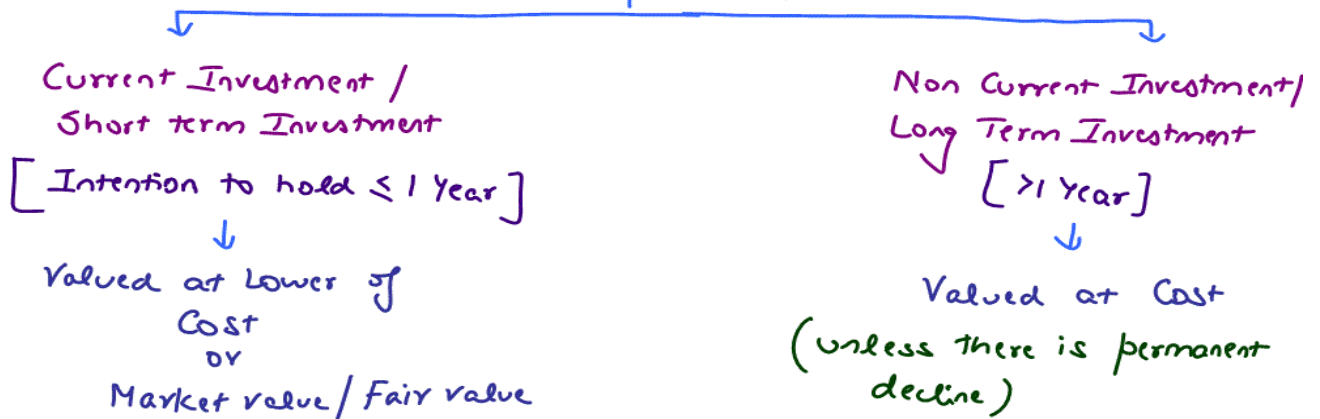 Current Investment /
Short term Investment
[Intention to hold ≤ 1 Year]
Valued at Lower of
Cost
or
Market value / Fair value
Non Current Investment/
Long Term Investment
[>1 Year]
Valued at Cost
(unless there is permanent
decline)